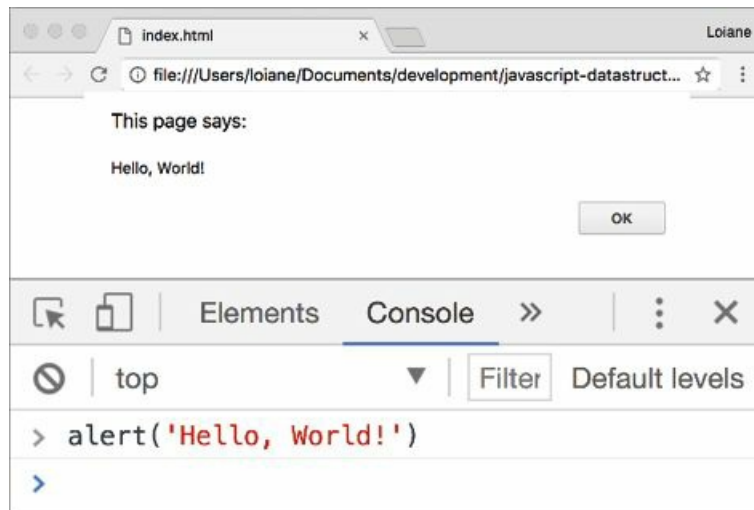 index.html × Loiane
file:///Users/loiane/Documents/development/javascript-datastruct...
This page says:
Hello, World!
OK
Elements Console »
top Filter Default levels
> alert('Hello, World!')
>